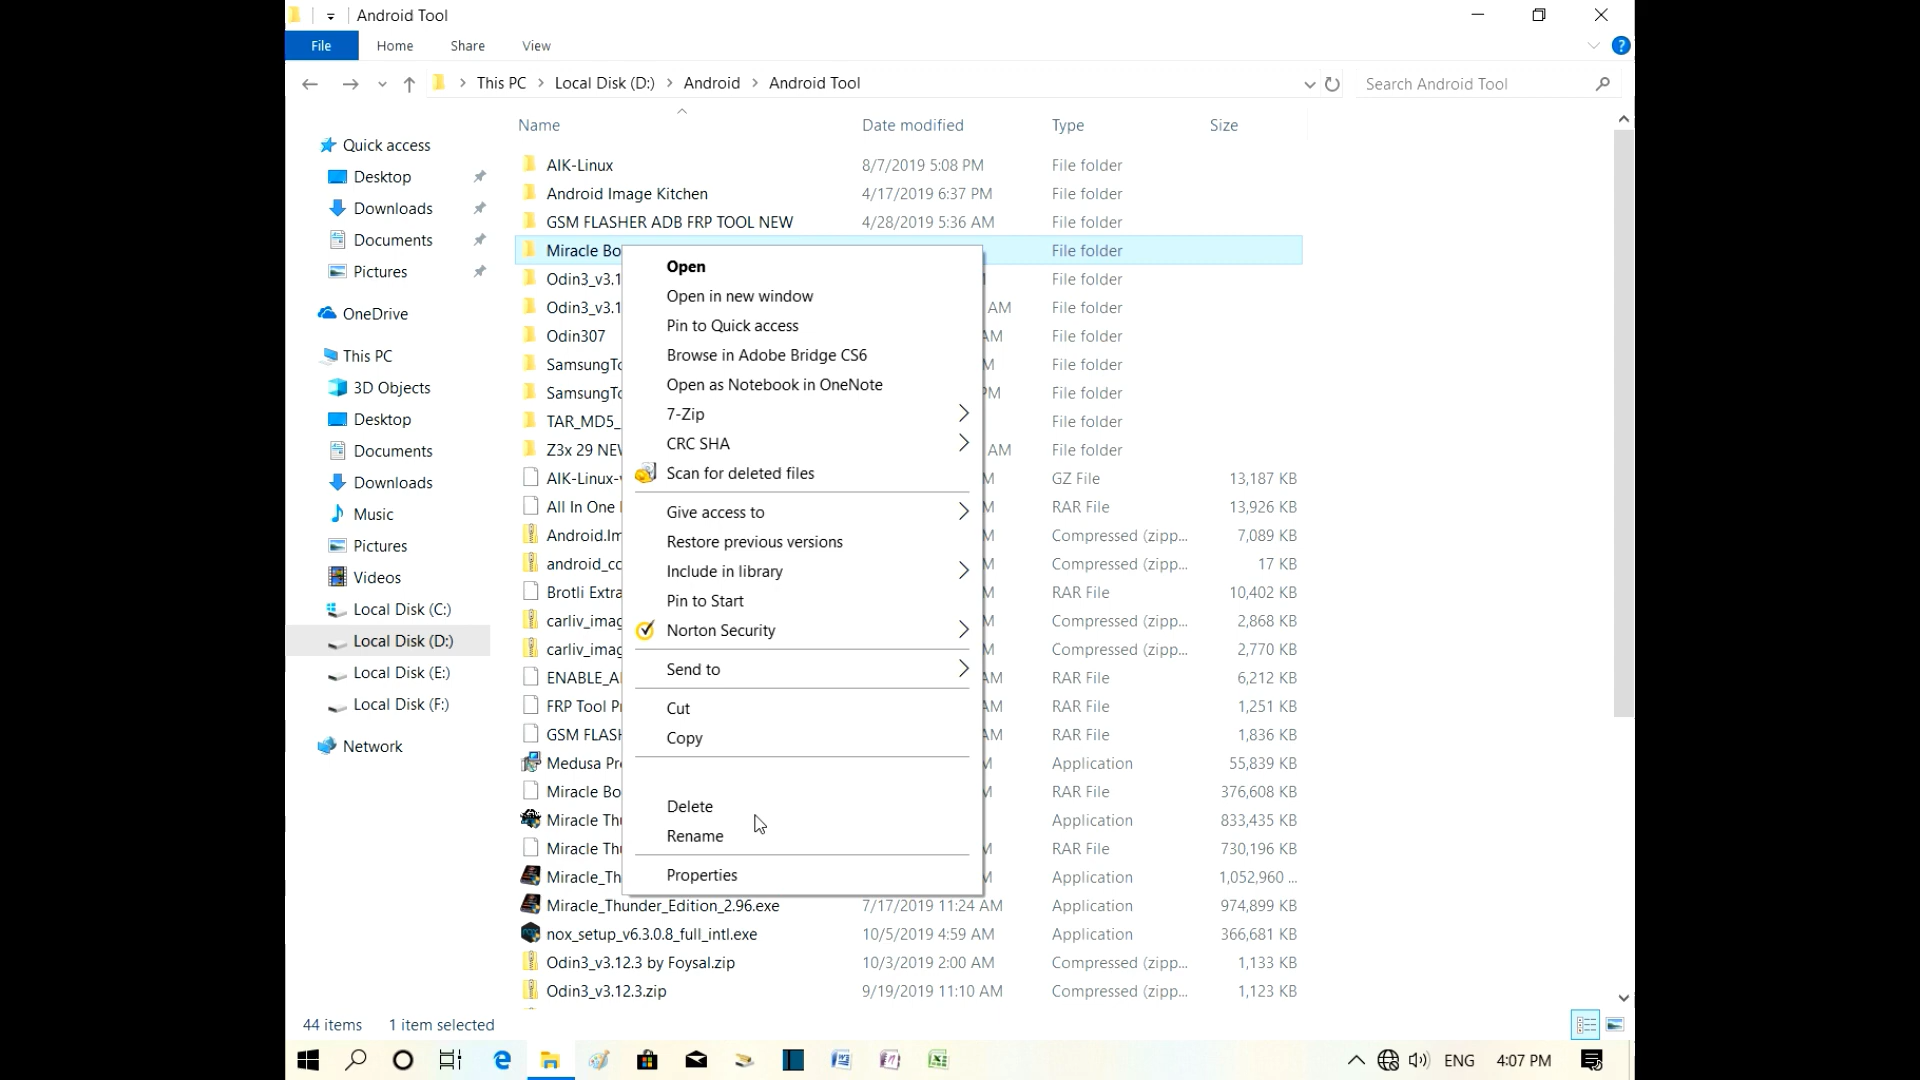 Android Tool
File Home Share View
This PC Local Disk (D:) Android Android Tool
Search Android Tool
Name Date modified Type Size
Quick access
Desktop
Downloads
Documents
Pictures
OneDrive
This PC
3D Objects
Desktop
Documents
Downloads
Music
Pictures
Videos
Local Disk (C:)
Local Disk (D:)
Local Disk (E:)
Local Disk (F:)
Network
AIK-Linux 8/7/2019 5:08 PM File folder
Android Image Kitchen 4/17/2019 6:37 PM File folder
GSM FLASHER ADB FRP TOOL NEW 4/28/2019 5:36 AM File folder
Miracle Bo File folder
Odin3_v3.1 File folder
Odin3_v3.1 AM File folder
Odin307 AM File folder
SamsungTo M File folder
SamsungTo PM File folder
TAR_MD5_ File folder
Z3x 29 NEW AM File folder
AIK-Linux-v M GZ File 13,187 KB
All In One M RAR File 13,926 KB
Android.Im M Compressed (zipp... 7,089 KB
android_co M Compressed (zipp... 17 KB
Brotli Extra M RAR File 10,402 KB
carliv_imag M Compressed (zipp... 2,868 KB
carliv_imag M Compressed (zipp... 2,770 KB
ENABLE_A AM RAR File 6,212 KB
FRP Tool P AM RAR File 1,251 KB
GSM FLASH AM RAR File 1,836 KB
Medusa Pr M Application 55,839 KB
Miracle Bo M RAR File 376,608 KB
Miracle Th M Application 833,435 KB
Miracle Th M RAR File 730,196 KB
Miracle_Th M Application 1,052,960 ...
Miracle_Thunder_Edition_2.96.exe 7/17/2019 11:24 AM Application 974,899 KB
nox_setup_v6.3.0.8_full_intl.exe 10/5/2019 4:59 AM Application 366,681 KB
Odin3_v3.12.3 by Foysal.zip 10/3/2019 2:00 AM Compressed (zipp... 1,133 KB
Odin3_v3.12.3.zip 9/19/2019 11:10 AM Compressed (zipp... 1,123 KB
Open
Open in new window
Pin to Quick access
Browse in Adobe Bridge CS6
Open as Notebook in OneNote
7-Zip
CRC SHA
Scan for deleted files
Give access to
Restore previous versions
Include in library
Pin to Start
Norton Security
Send to
Cut
Copy
Delete
Rename
Properties
44 items 1 item selected
ENG 4:07 PM